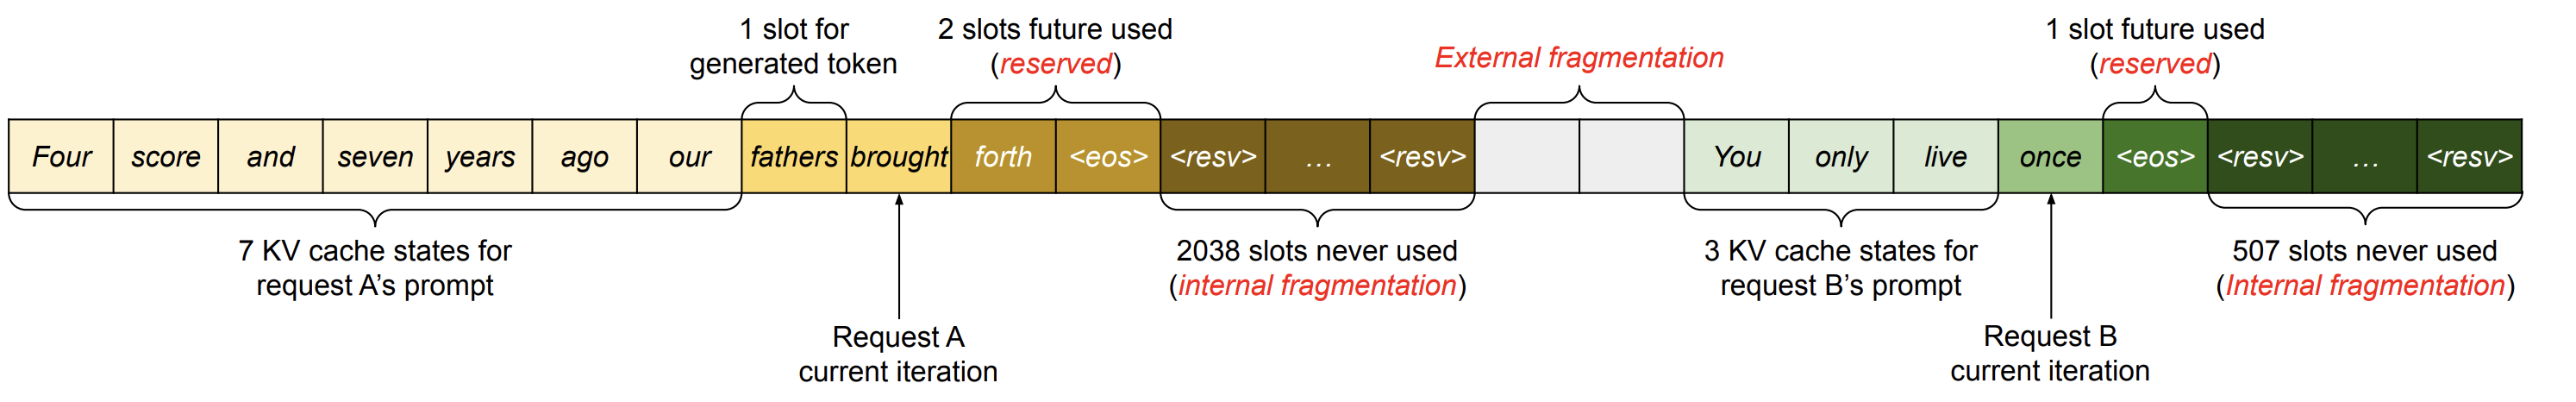 1 slot for
generated token
2 slots future used
(reserved)
External fragmentation
1 slot future used
(reserved)
Four score and seven years ago our fathers brought forth <eos> <resv> … <resv> You only live once <eos> <resv> … <resv>
7 KV cache states for
request A’s prompt
2038 slots never used
(internal fragmentation)
3 KV cache states for
request B’s prompt
507 slots never used
(Internal fragmentation)
Request A
current iteration
Request B
current iteration